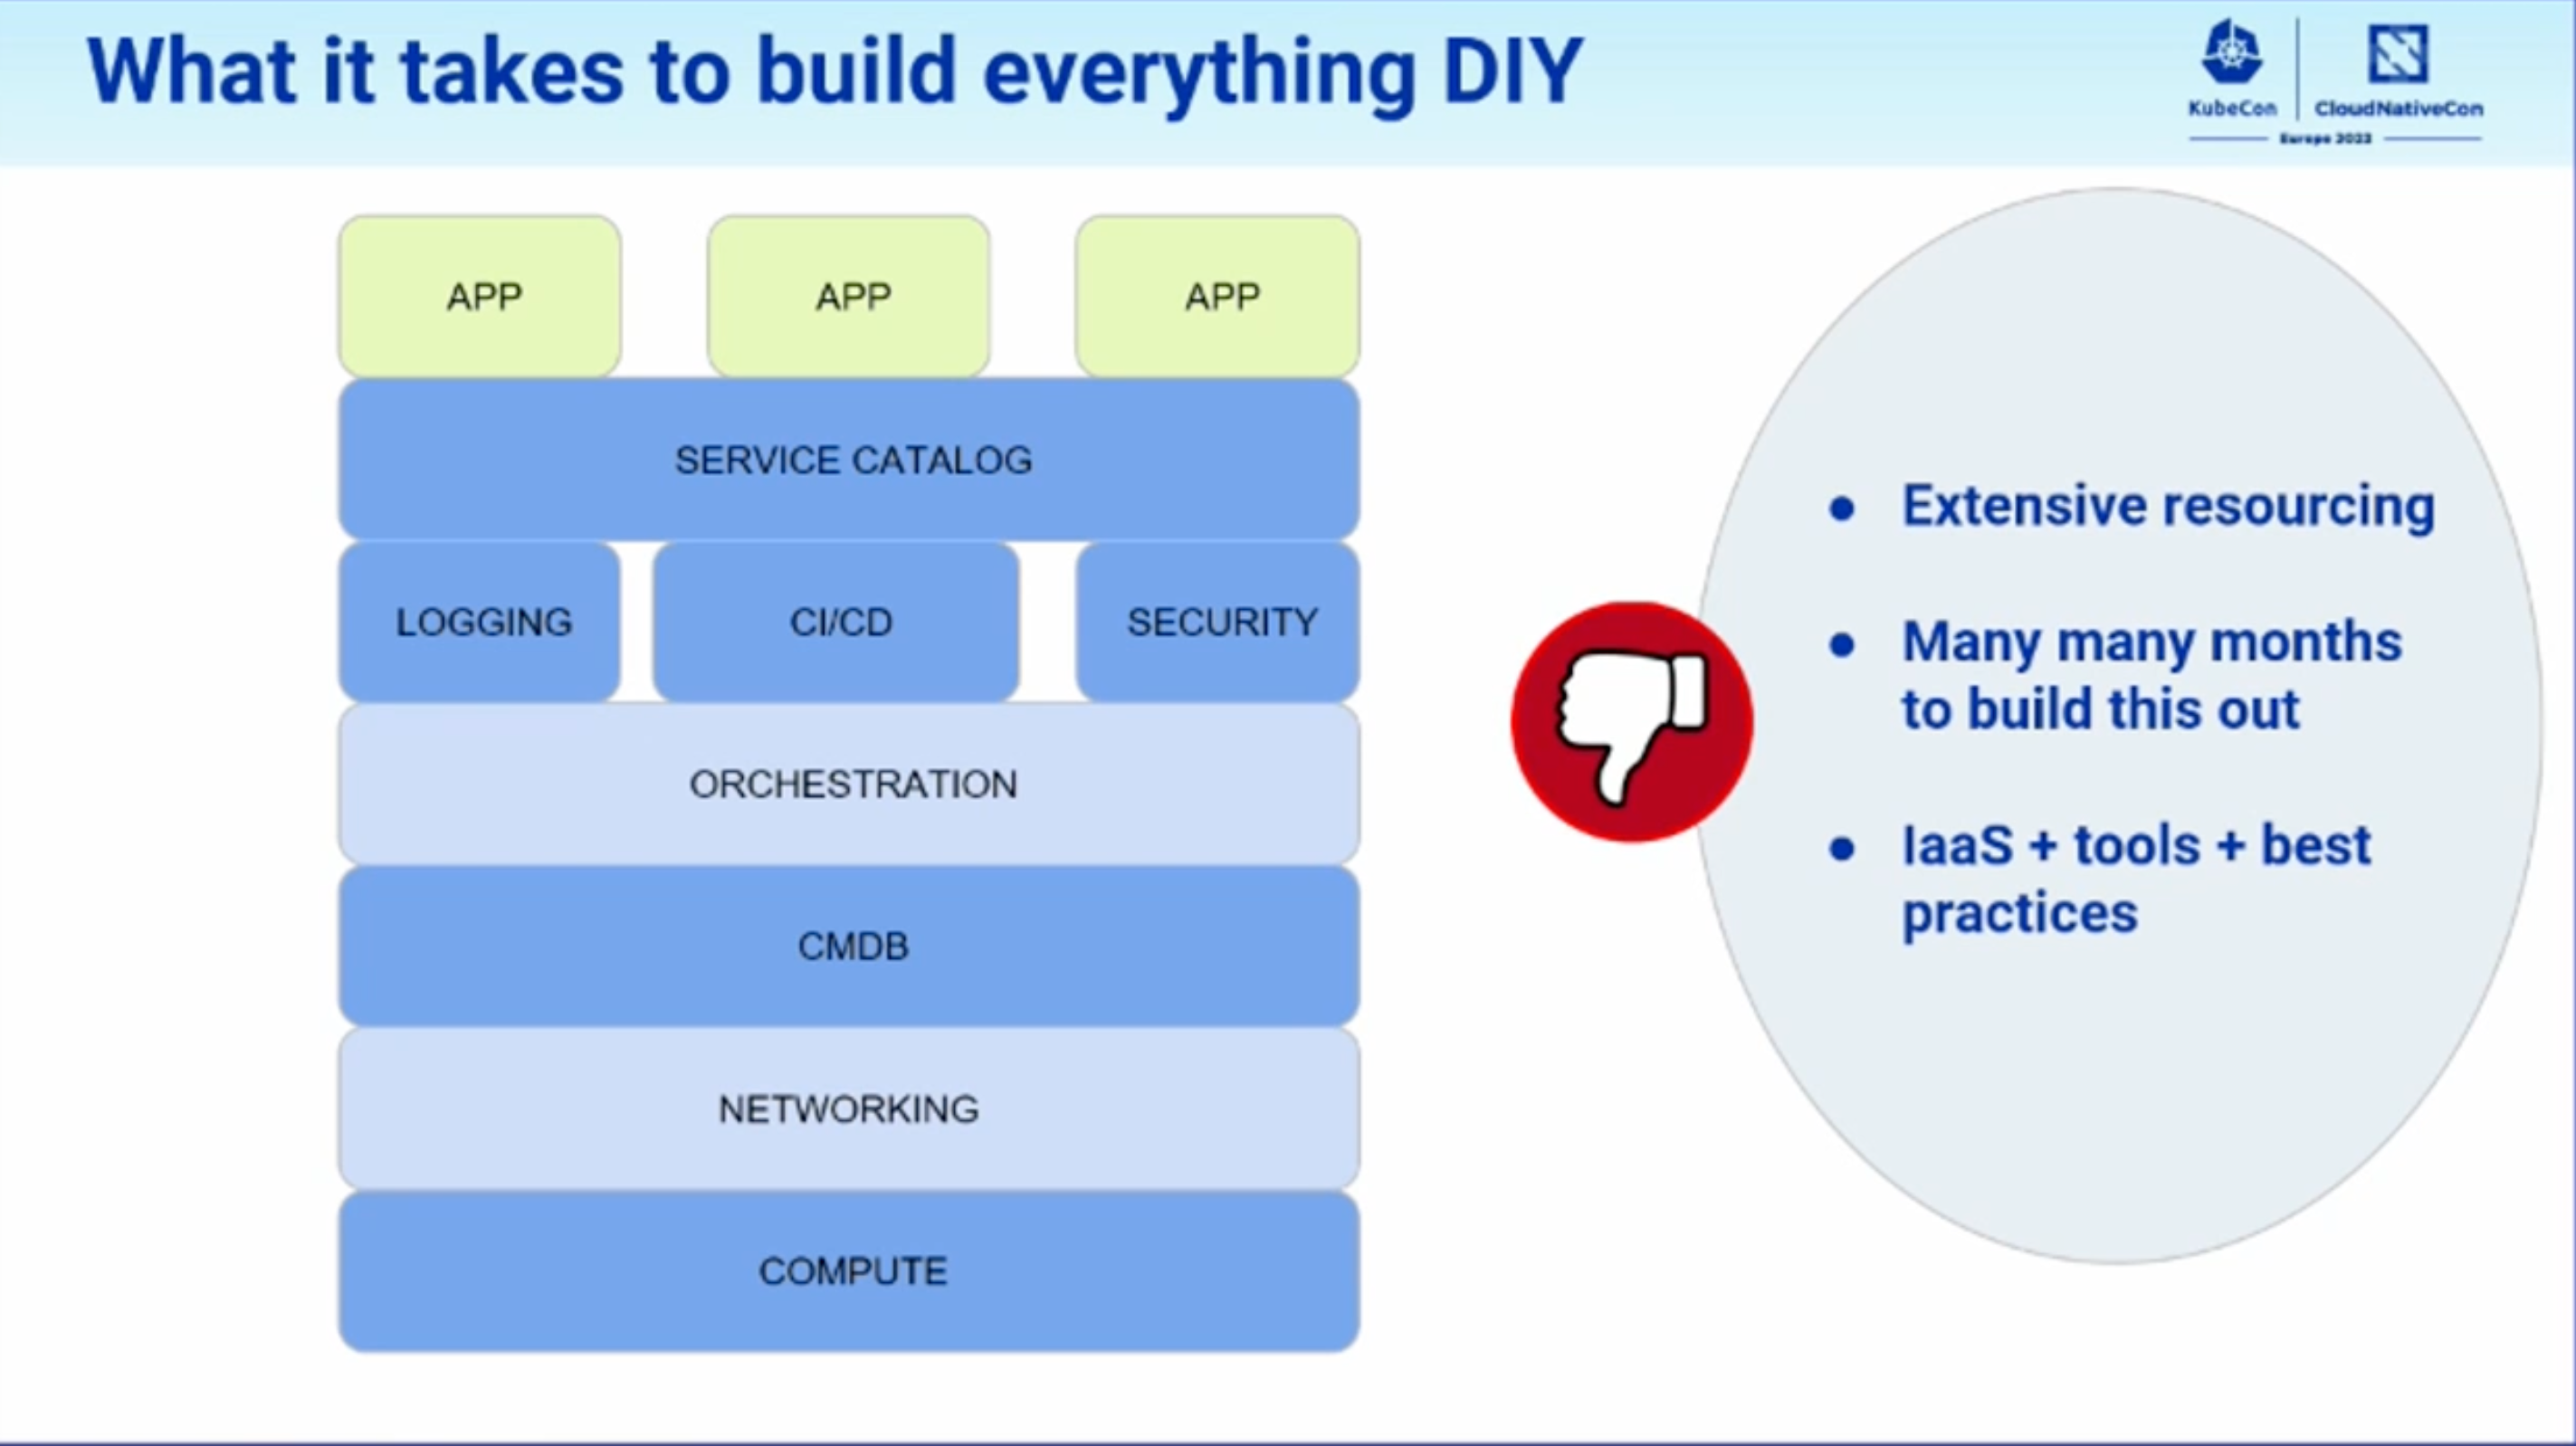 What it takes to build everything DIY
KubeCon
CloudNativeCon
Europe 2022
APP
APP
APP
SERVICE CATALOG
LOGGING
CI/CD
SECURITY
ORCHESTRATION
CMDB
NETWORKING
COMPUTE
● Extensive resourcing
● Many many months
to build this out
● IaaS + tools + best
practices